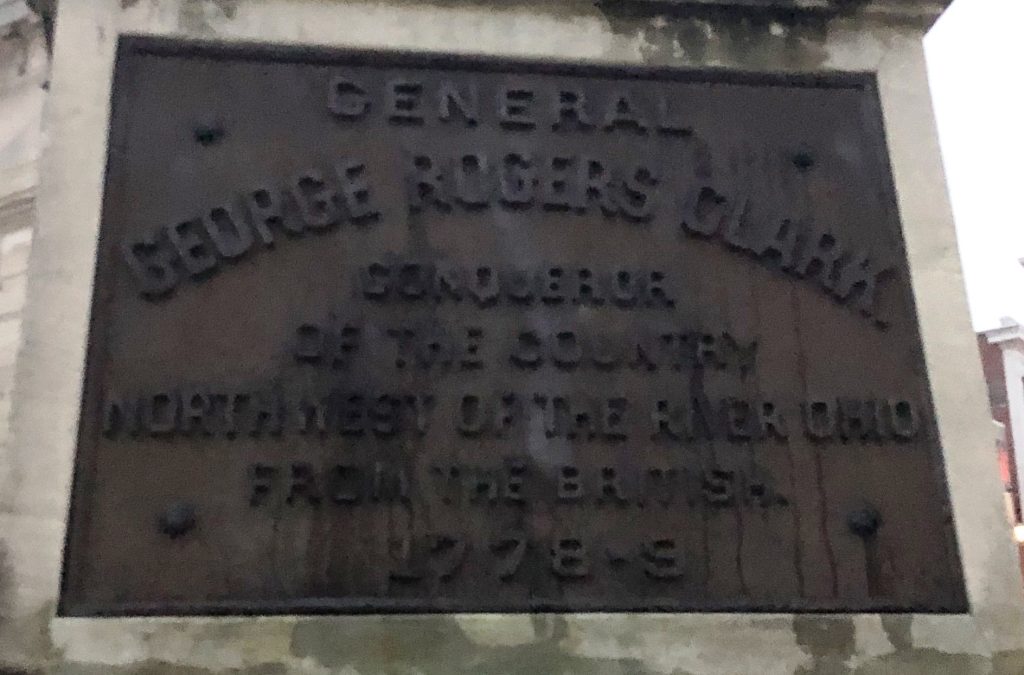 GENERAL
GEORGE ROGERS CLARK,
CONQUEROR
OF THE COUNTRY
NORTHWEST OF THE RIVER OHIO
FROM THE BRITISH.
1778-9